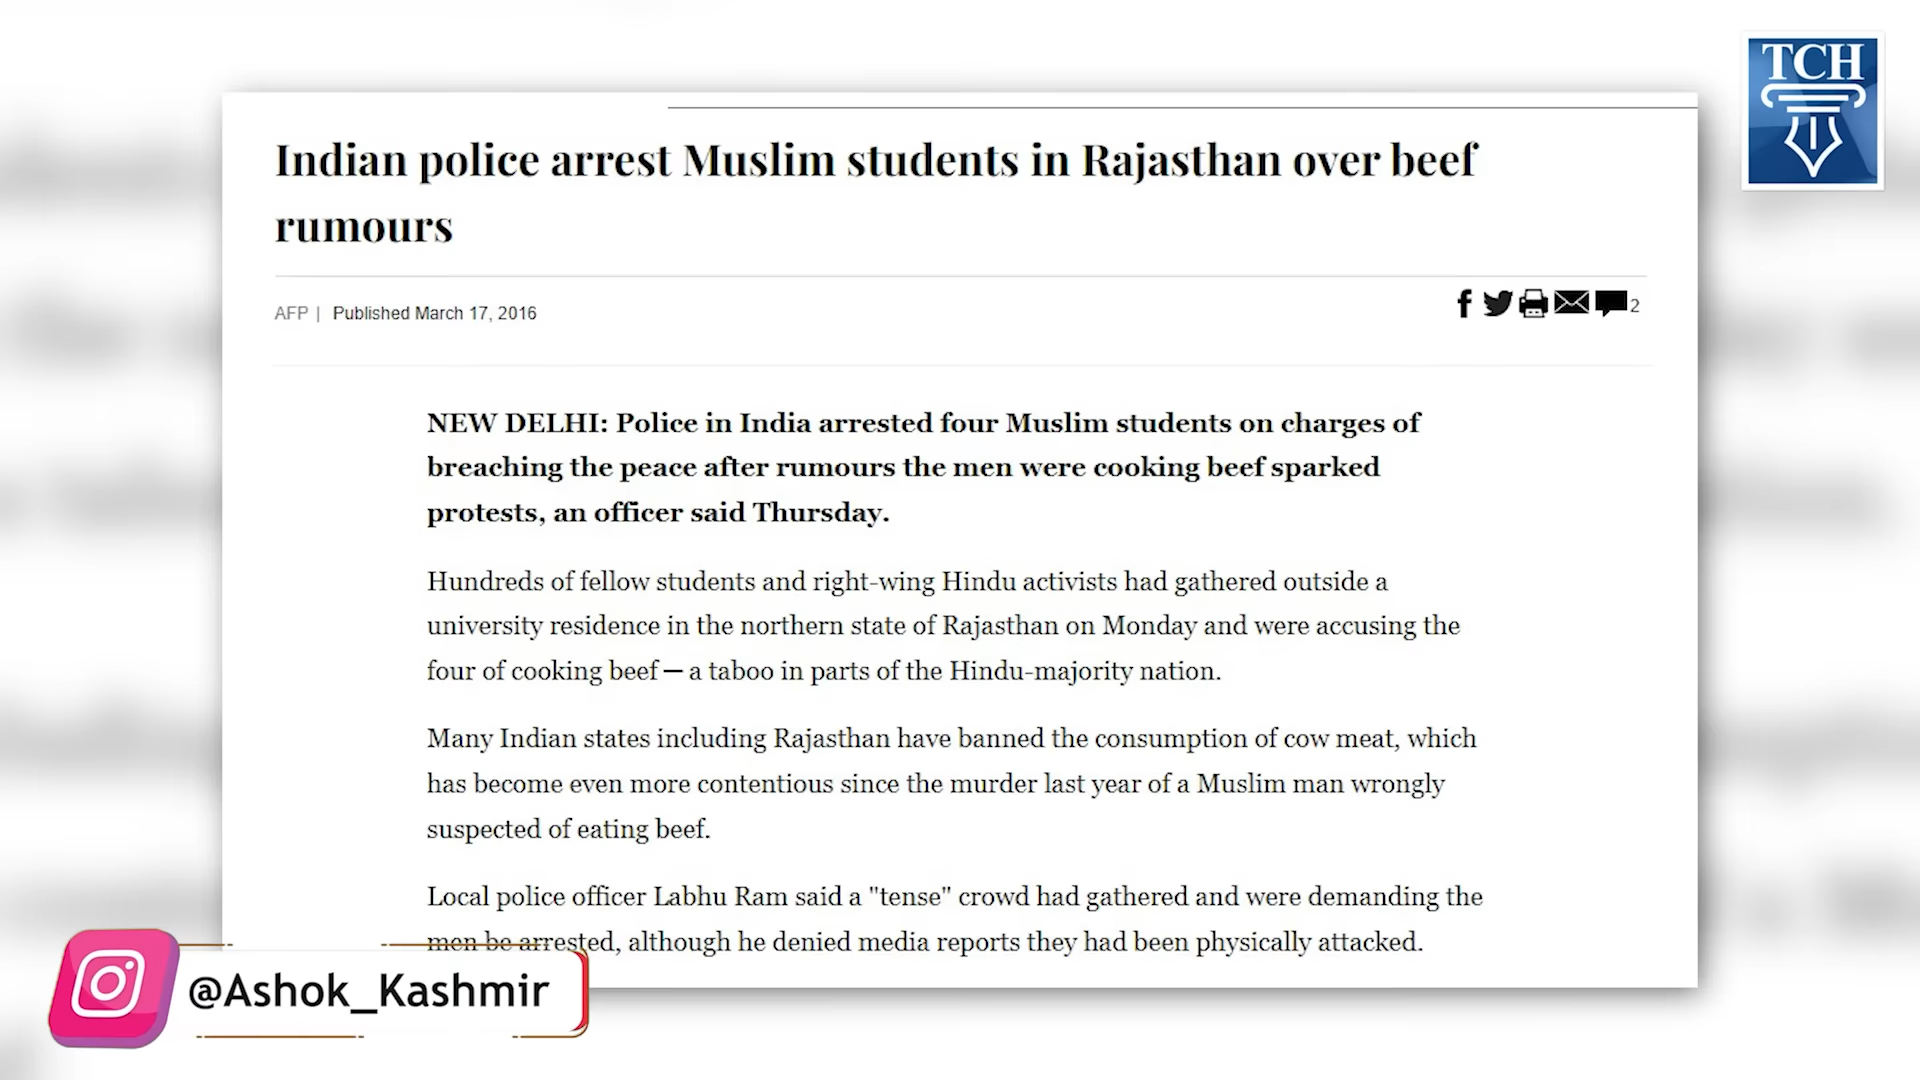 TCH
Indian police arrest Muslim students in Rajasthan over beef
rumours
AFP | Published March 17, 2016
2
NEW DELHI: Police in India arrested four Muslim students on charges of
breaching the peace after rumours the men were cooking beef sparked
protests, an officer said Thursday.
Hundreds of fellow students and right-wing Hindu activists had gathered outside a
university residence in the northern state of Rajasthan on Monday and were accusing the
four of cooking beef — a taboo in parts of the Hindu-majority nation.
Many Indian states including Rajasthan have banned the consumption of cow meat, which
has become even more contentious since the murder last year of a Muslim man wrongly
suspected of eating beef.
Local police officer Labhu Ram said a "tense" crowd had gathered and were demanding the
men be arrested, although he denied media reports they had been physically attacked.
@Ashok_Kashmir